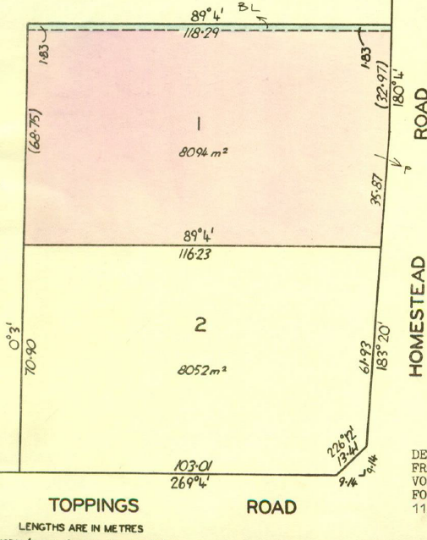 BL
89°4'
118·29
1·83
1·83
(32·97)
180°4'
ROAD
(68·75)
1
8094 m²
35·87
89°4'
116·23
HOMESTEAD
2
8052 m²
0°3'
70·90
61·93
183°20'
226°12'
13·41
9·14
9·14
103·01
269°4'
TOPPINGS ROAD
LENGTHS ARE IN METRES
DE
FR
VO
FO
11